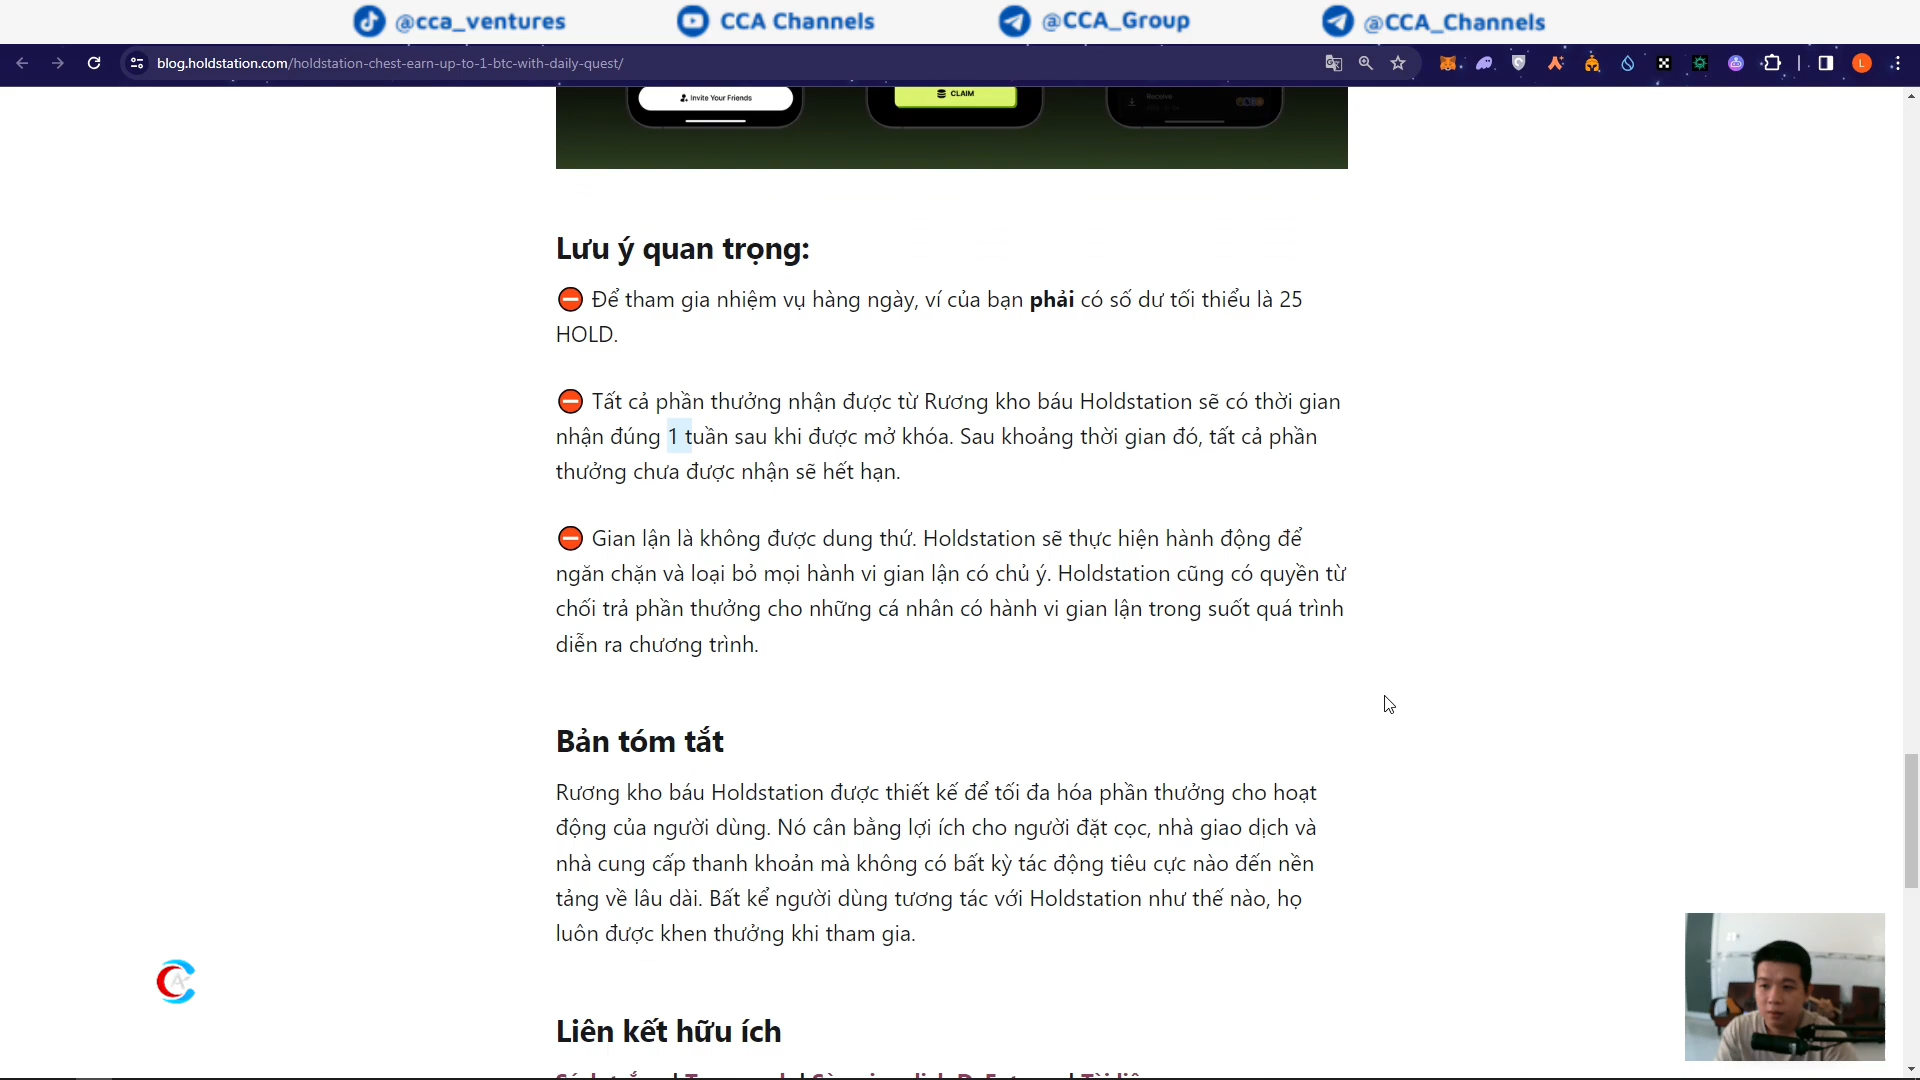 @cca_ventures
CCA Channels
@CCA_Group
@CCA_Channels
blog.holdstation.com/holdstation-chest-earn-up-to-1-btc-with-daily-quest/
L
Invite Your Friends
CLAIM
Receive
Lưu ý quan trọng:
Để tham gia nhiệm vụ hàng ngày, ví của bạn phải có số dư tối thiểu là 25
HOLD.
Tất cả phần thưởng nhận được từ Rương kho báu Holdstation sẽ có thời gian
nhận đúng 1 tuần sau khi được mở khóa. Sau khoảng thời gian đó, tất cả phần
thưởng chưa được nhận sẽ hết hạn.
Gian lận là không được dung thứ. Holdstation sẽ thực hiện hành động để
ngăn chặn và loại bỏ mọi hành vi gian lận có chủ ý. Holdstation cũng có quyền từ
chối trả phần thưởng cho những cá nhân có hành vi gian lận trong suốt quá trình
diễn ra chương trình.
Bản tóm tắt
Rương kho báu Holdstation được thiết kế để tối đa hóa phần thưởng cho hoạt
động của người dùng. Nó cân bằng lợi ích cho người đặt cọc, nhà giao dịch và
nhà cung cấp thanh khoản mà không có bất kỳ tác động tiêu cực nào đến nền
tảng về lâu dài. Bất kể người dùng tương tác với Holdstation như thế nào, họ
luôn được khen thưởng khi tham gia.
Liên kết hữu ích